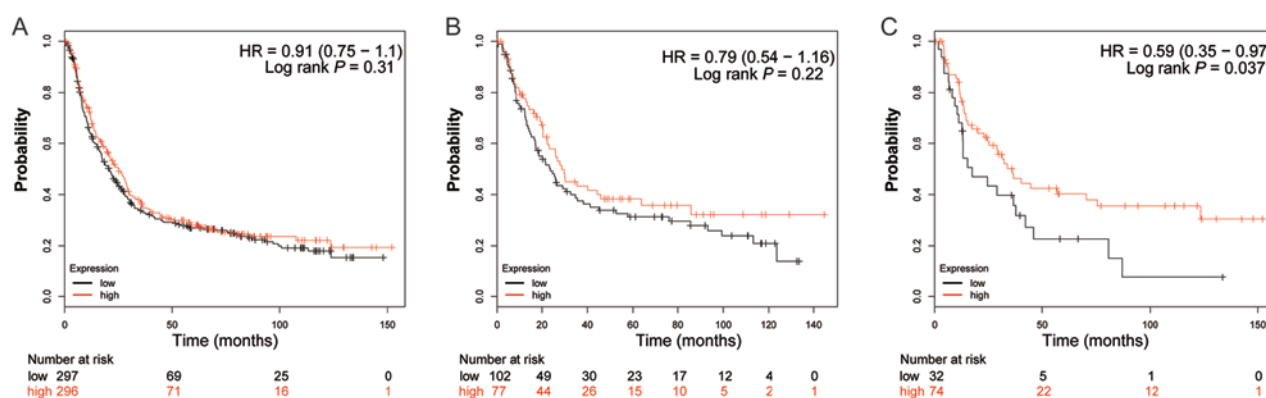 A
HR = 0.91 (0.75 − 1.1)
Log rank P = 0.31
Probability
1.0
0.8
0.6
0.4
0.2
0.0
Expression
low
high
0 50 100 150
Time (months)
Number at risk
low 297 69 25 0
high 296 71 16 1
B
HR = 0.79 (0.54 − 1.16)
Log rank P = 0.22
Probability
1.0
0.8
0.6
0.4
0.2
0.0
Expression
low
high
0 20 40 60 80 100 120 140
Time (months)
Number at risk
low 102 49 30 23 17 12 4 0
high 77 44 26 15 10 5 2 1
C
HR = 0.59 (0.35 − 0.97)
Log rank P = 0.037
Probability
1.0
0.8
0.6
0.4
0.2
0.0
Expression
low
high
0 50 100 150
Time (months)
Number at risk
low 32 5 1 0
high 74 22 12 1